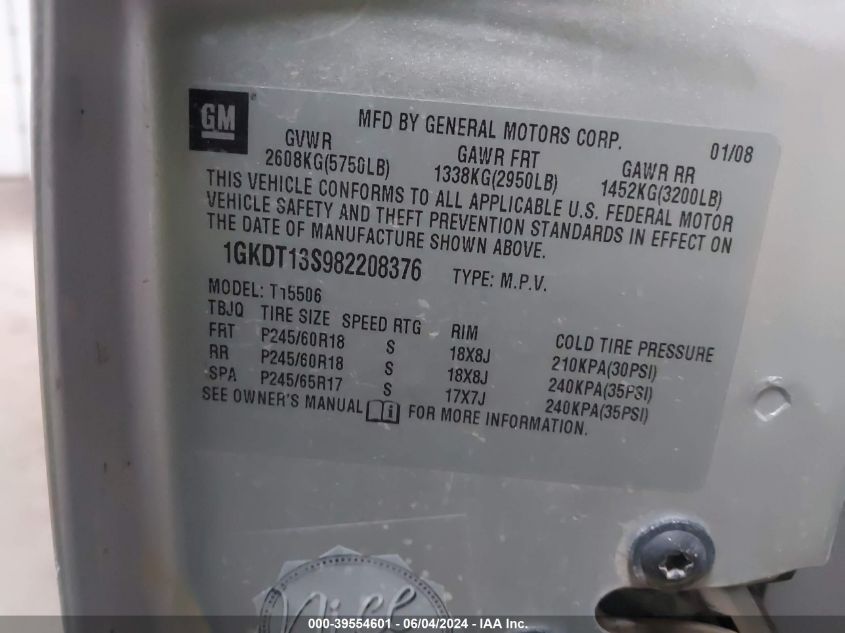 GM
MFD BY GENERAL MOTORS CORP. 01/08
GVWR GAWR FRT GAWR RR
2608KG(5750LB) 1338KG(2950LB) 1452KG(3200LB)
THIS VEHICLE CONFORMS TO ALL APPLICABLE U.S. FEDERAL MOTOR
VEHICLE SAFETY AND THEFT PREVENTION STANDARDS IN EFFECT ON
THE DATE OF MANUFACTURE SHOWN ABOVE.
1GKDT13S982208376 TYPE: M.P.V.
MODEL: T15506
TBJQ TIRE SIZE SPEED RTG RIM COLD TIRE PRESSURE
FRT P245/60R18 S 18X8J 210KPA(30PSI)
RR P245/60R18 S 18X8J 240KPA(35PSI)
SPA P245/65R17 S 17X7J 240KPA(35PSI)
SEE OWNER'S MANUAL i FOR MORE INFORMATION.
000-39554601 - 06/04/2024 - IAA Inc.